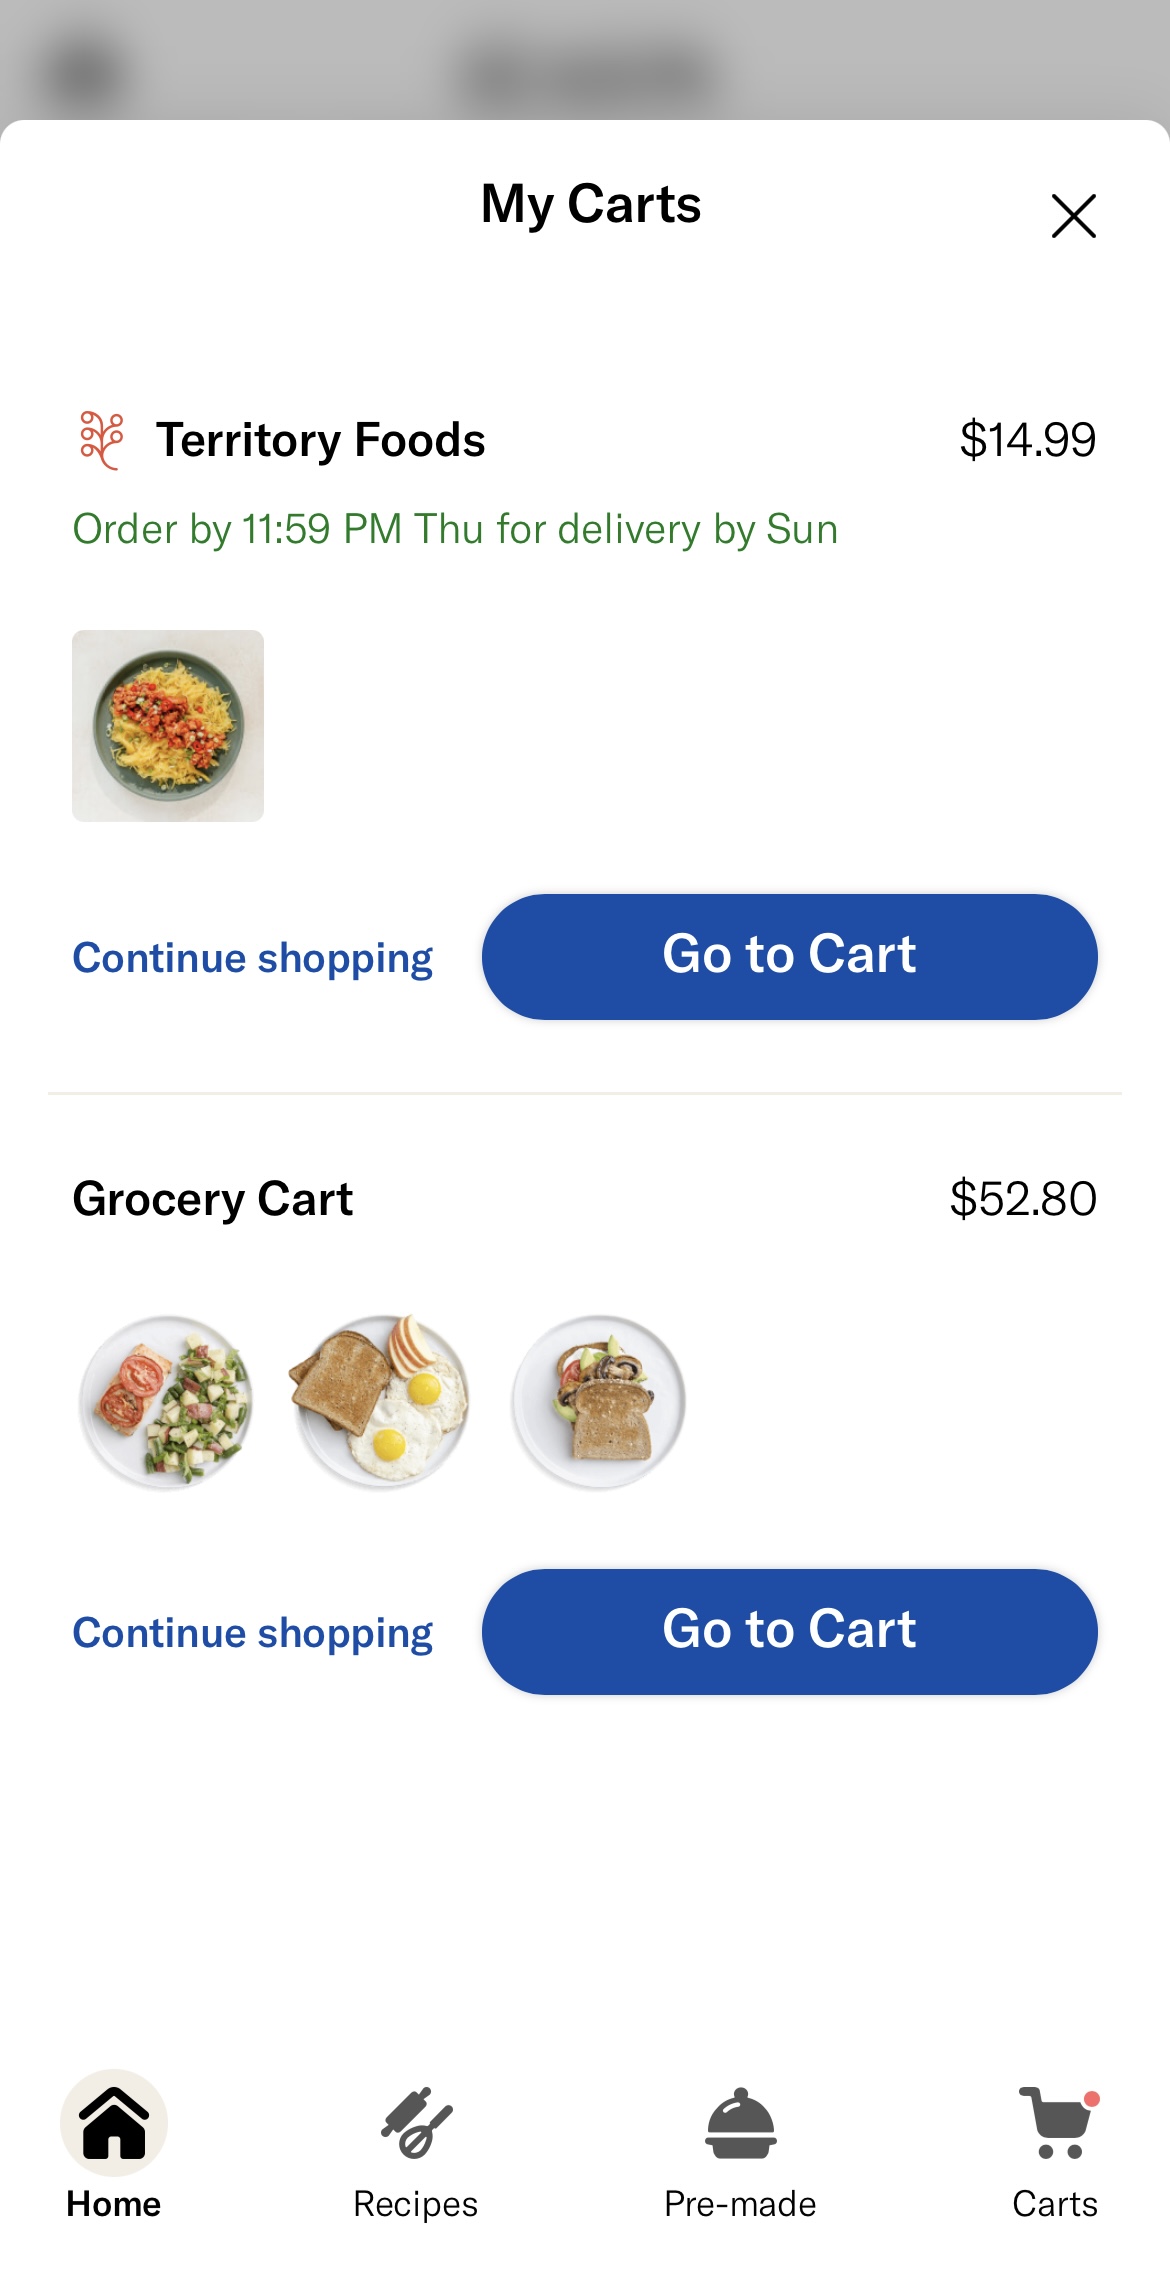 My Carts
Territory Foods
$14.99
Order by 11:59 PM Thu for delivery by Sun
Continue shopping
Go to Cart
Grocery Cart
$52.80
Continue shopping
Go to Cart
Home
Recipes
Pre-made
Carts